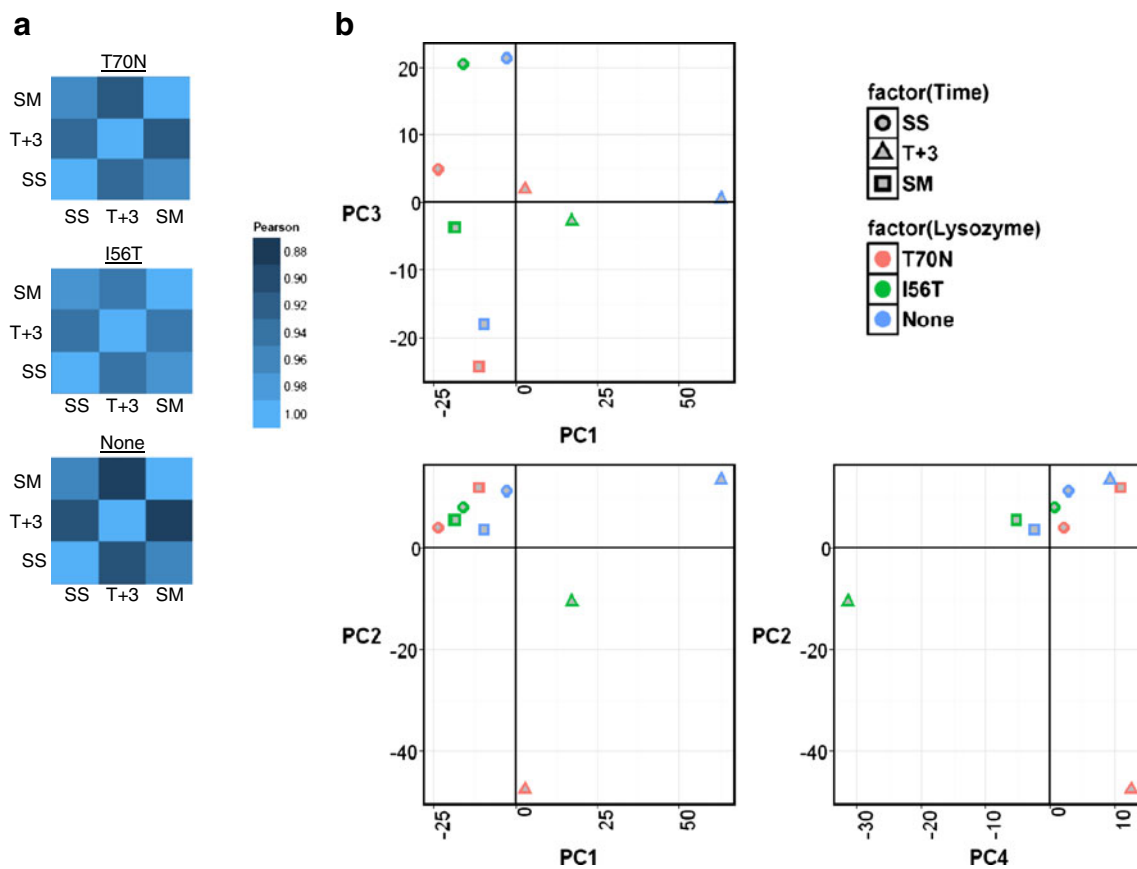 a
T70N
SM
T+3
SS
SS T+3 SM
I56T
SM
T+3
SS
SS T+3 SM
None
SM
T+3
SS
SS T+3 SM
Pearson
0.88
0.90
0.92
0.94
0.96
0.98
1.00
b
20
10
0
-10
-20
PC3
-25 0 25 50
PC1
factor(Time)
SS
T+3
SM
factor(Lysozyme)
T70N
I56T
None
0
-20
-40
PC2
-25 0 25 50
PC1
0
-20
-40
PC2
-30 -10 0 10
PC4